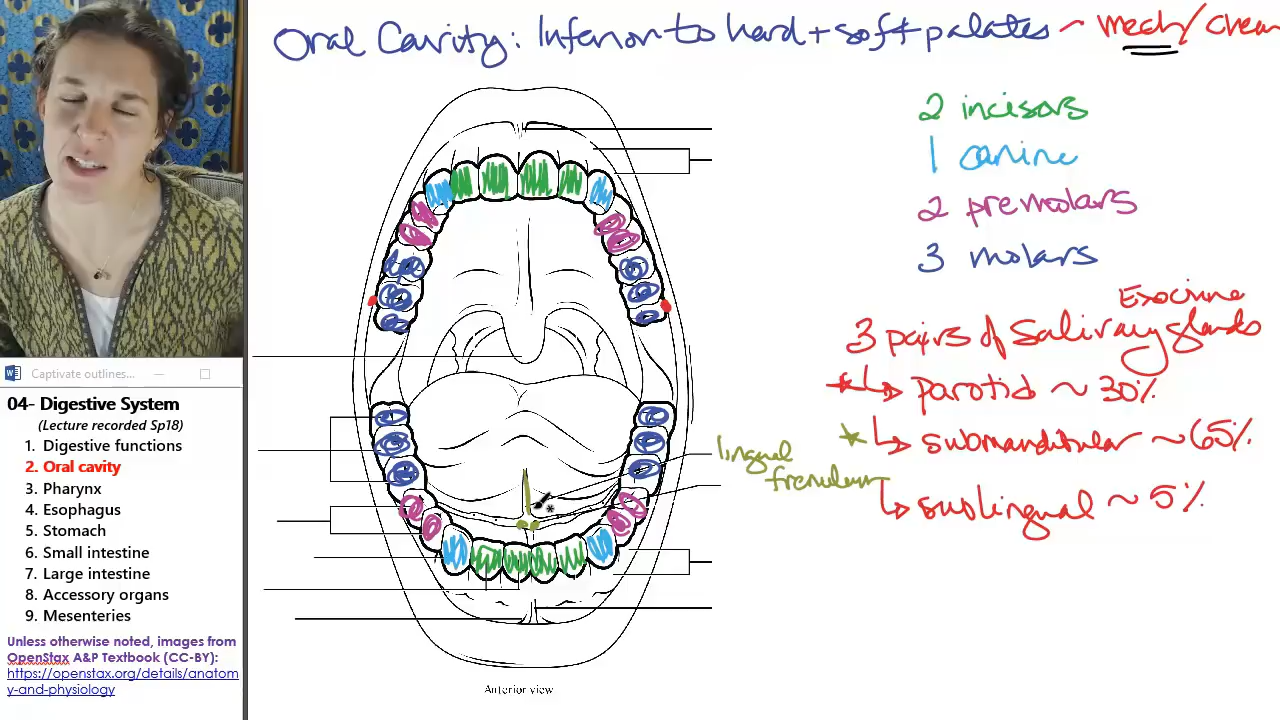 Oral Cavity: Inferior to hard + soft palates ~ mech/chem
2 incisors
1 canine
2 premolars
3 molars
Exocrine
3 pairs of Salivary glands
parotid ~ 30%
submandibular ~65%
lingual
frenulum
sublingual ~ 5%
Anterior view
Captivate outlines...
04- Digestive System
(Lecture recorded Sp18)
1. Digestive functions
2. Oral cavity
3. Pharynx
4. Esophagus
5. Stomach
6. Small intestine
7. Large intestine
8. Accessory organs
9. Mesenteries
Unless otherwise noted, images from
OpenStax A&P Textbook (CC-BY):
https://openstax.org/details/anatom
y-and-physiology